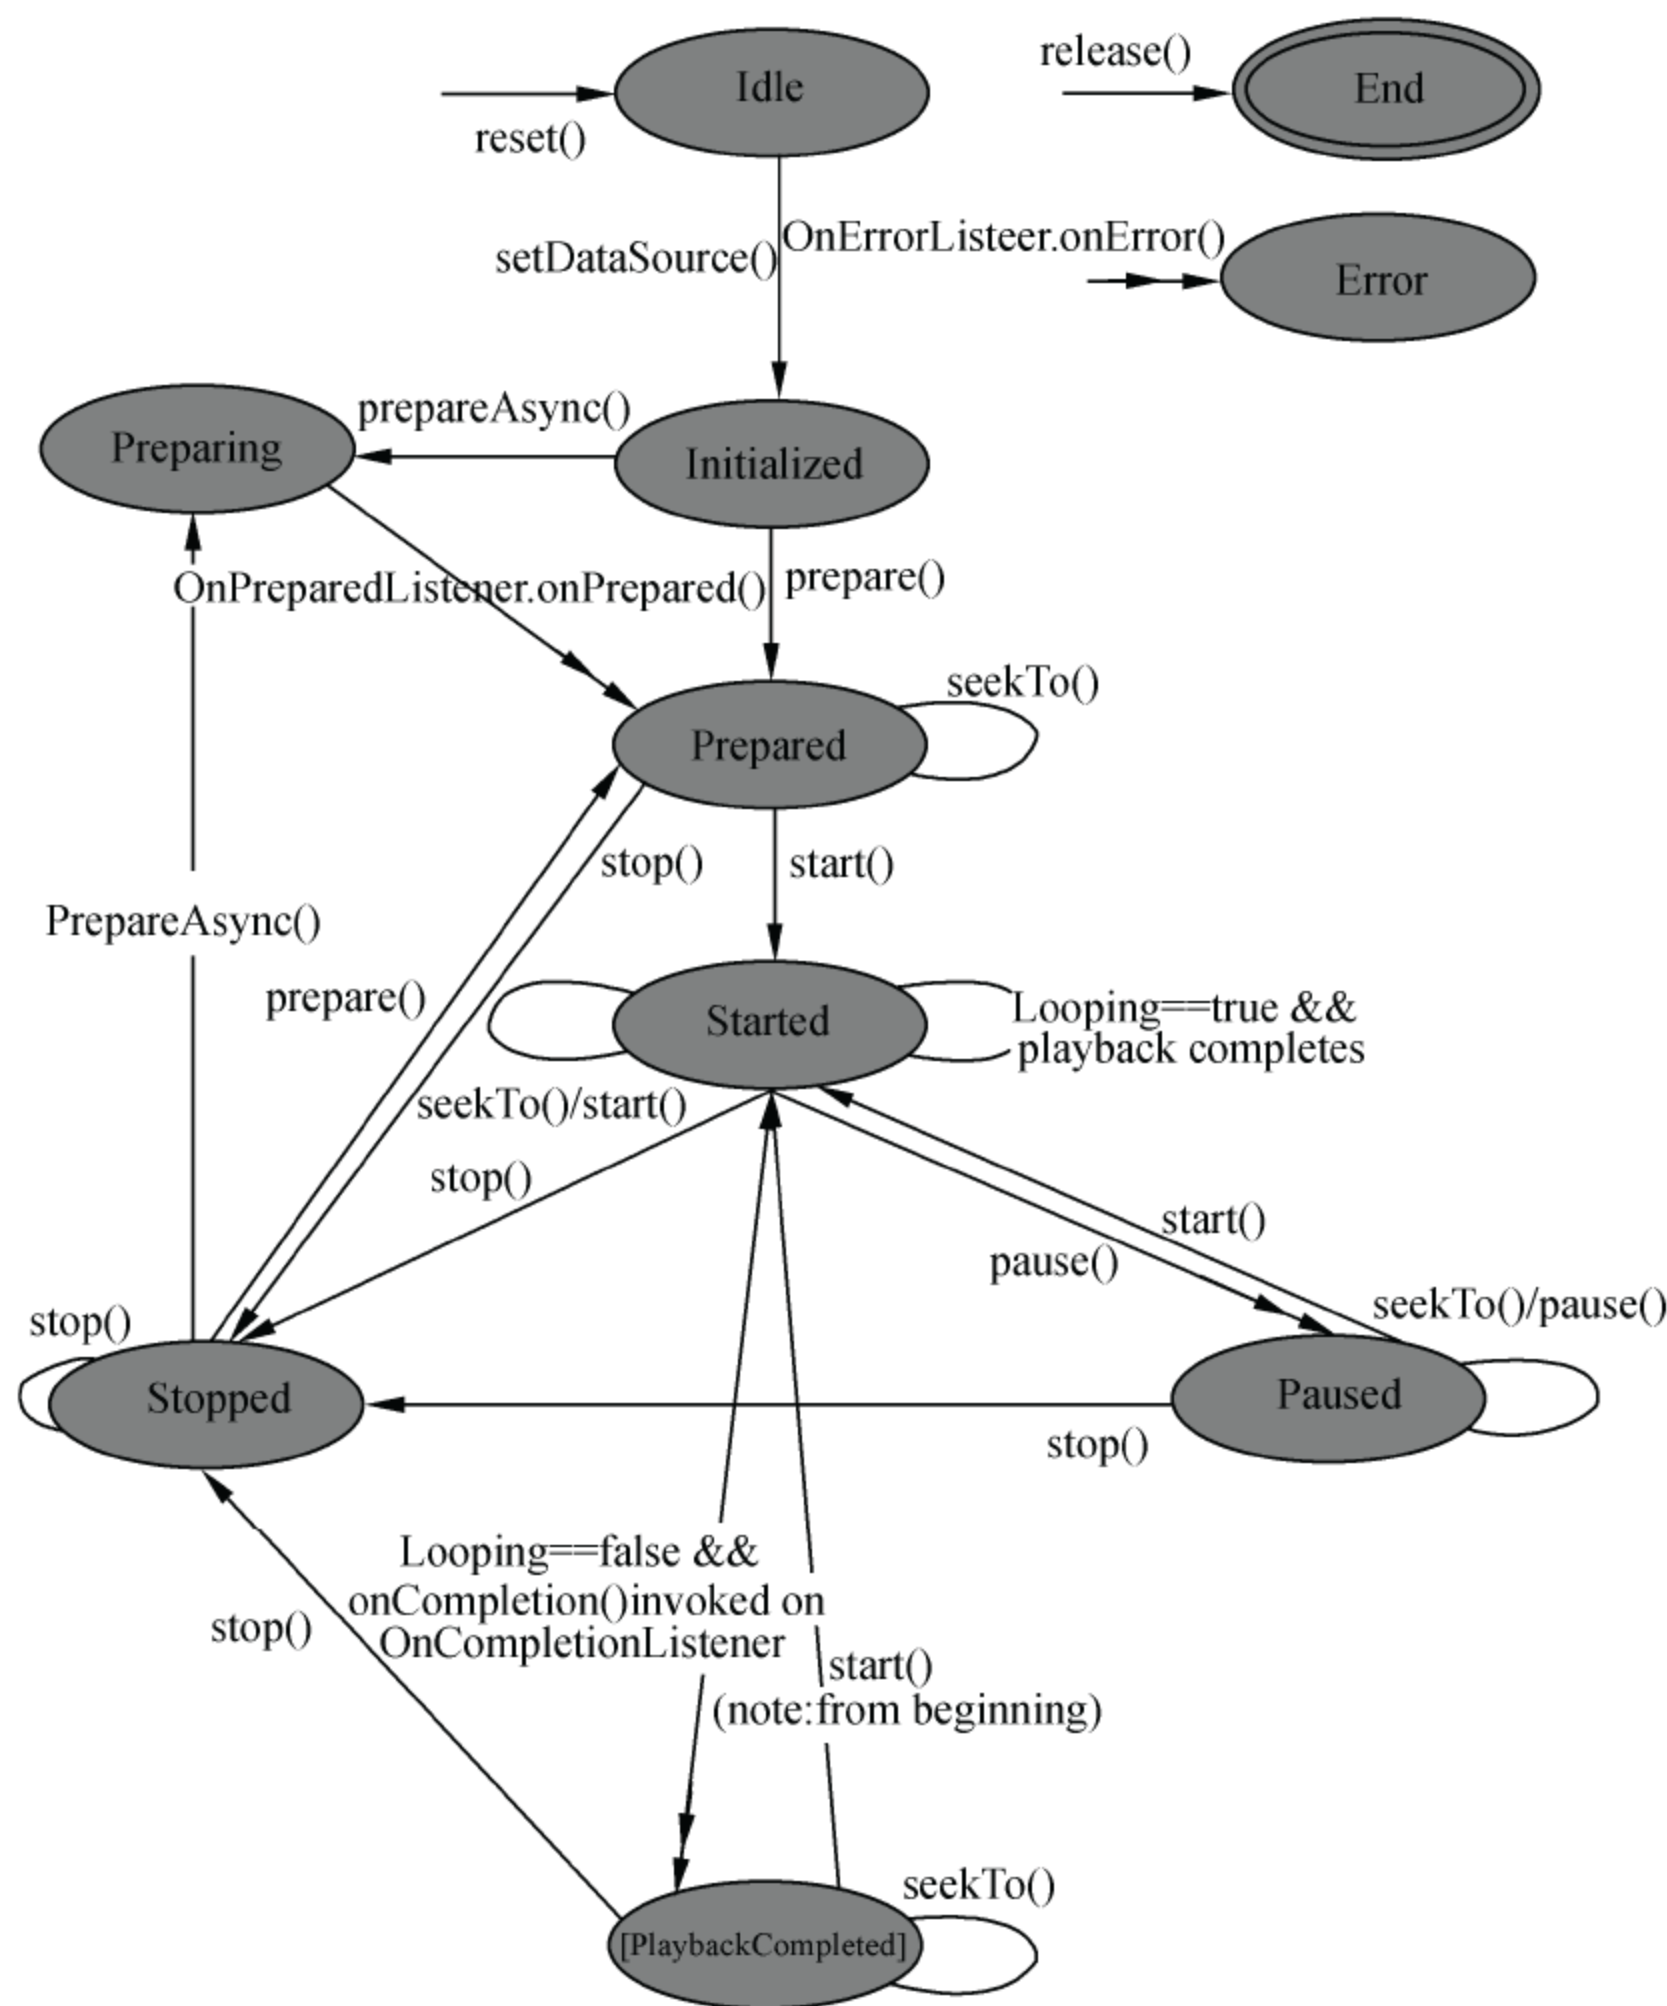 Idle
release()
End
reset()
setDataSource()
OnErrorListeer.onError()
Error
Preparing
prepareAsync()
Initialized
OnPreparedListener.onPrepared()
prepare()
seekTo()
Prepared
stop()
start()
PrepareAsync()
prepare()
Started
Looping==true &&
playback completes
seekTo()/start()
stop()
start()
pause()
seekTo()/pause()
stop()
Stopped
Paused
stop()
Looping==false &&
onCompletion()invoked on
OnCompletionListener
stop()
start()
(note:from beginning)
seekTo()
[PlaybackCompleted]